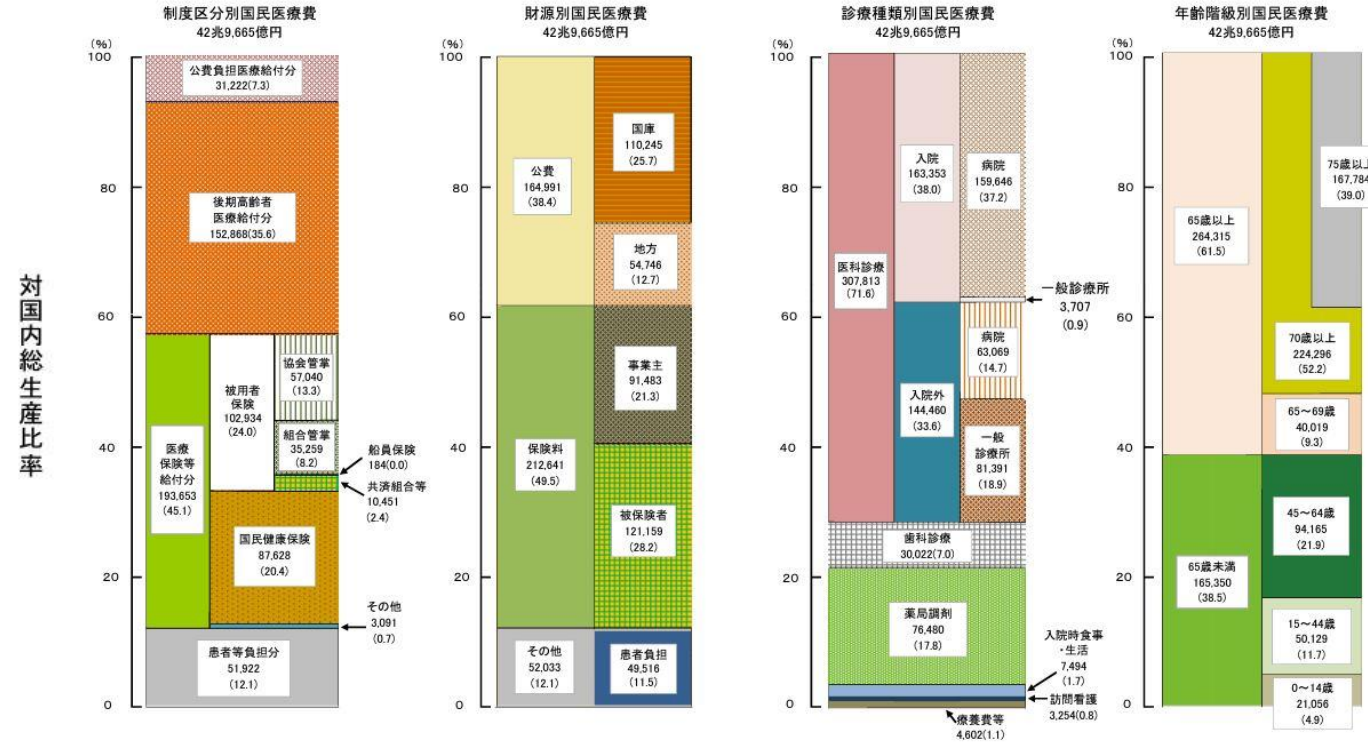 対国内総生産比率
制度区分別国民医療費
42兆9,665億円
(%)
100
80
60
40
20
0
公費負担医療給付分
31,222(7.3)
後期高齢者
医療給付分
152,868(35.6)
医療
保険等
給付分
193,653
(45.1)
被用者
保険
102,934
(24.0)
協会管掌
57,040
(13.3)
組合管掌
35,259
(8.2)
船員保険
184(0.0)
共済組合等
10,451
(2.4)
国民健康保険
87,628
(20.4)
その他
3,091
(0.7)
患者等負担分
51,922
(12.1)
財源別国民医療費
42兆9,665億円
(%)
100
80
60
40
20
0
公費
164,991
(38.4)
国庫
110,245
(25.7)
地方
54,746
(12.7)
保険料
212,641
(49.5)
事業主
91,483
(21.3)
被保険者
121,159
(28.2)
その他
52,033
(12.1)
患者負担
49,516
(11.5)
診療種類別国民医療費
42兆9,665億円
(%)
100
80
60
40
20
0
医科診療
307,813
(71.6)
入院
163,353
(38.0)
病院
159,646
(37.2)
一般診療所
3,707
(0.9)
入院外
144,460
(33.6)
病院
63,069
(14.7)
一般
診療所
81,391
(18.9)
歯科診療
30,022(7.0)
薬局調剤
76,480
(17.8)
入院時食事
・生活
7,494
(1.7)
訪問看護
3,254(0.8)
療養費等
4,602(1.1)
年齢階級別国民医療費
42兆9,665億円
(%)
100
80
60
40
20
0
65歳以上
264,315
(61.5)
75歳以上
167,784
(39.0)
70歳以上
224,296
(52.2)
65～69歳
40,019
(9.3)
65歳未満
165,350
(38.5)
45～64歳
94,165
(21.9)
15～44歳
50,129
(11.7)
0～14歳
21,056
(4.9)